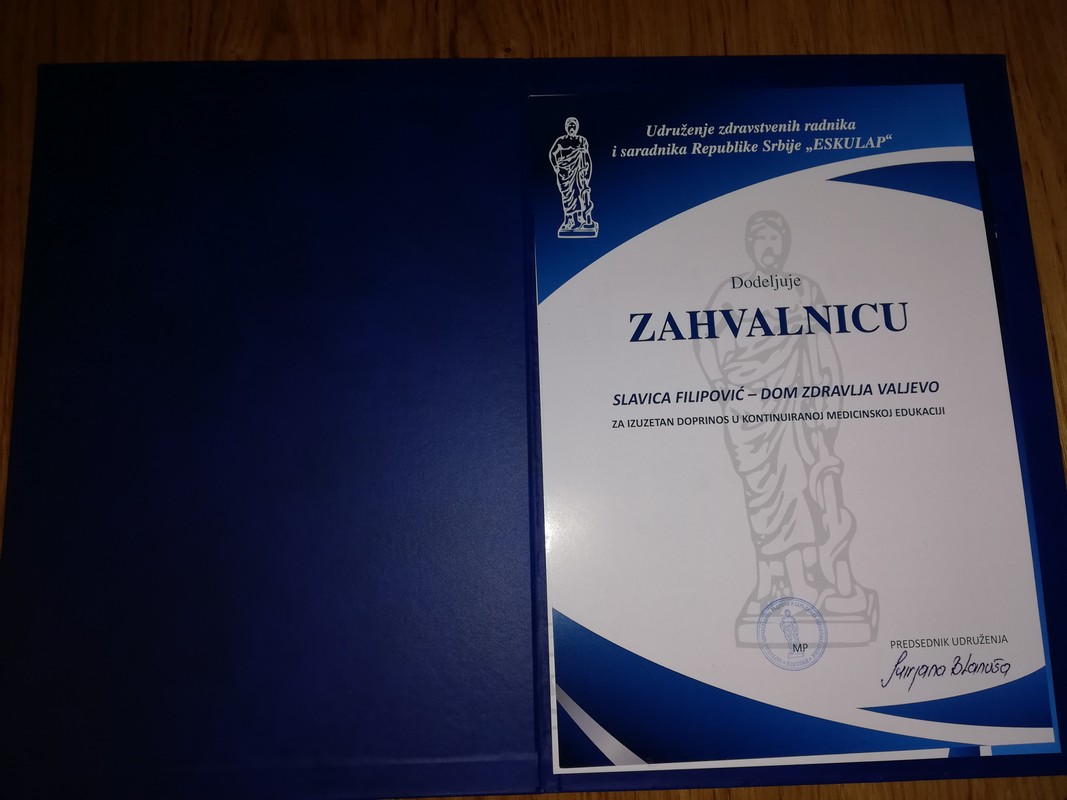 Udruženje zdravstvenih radnika
i saradnika Republike Srbije „ESKULAP“
Dodeljuje
ZAHVALNICU
SLAVICA FILIPOVIĆ – DOM ZDRAVLJA VALJEVO
ZA IZUZETAN DOPRINOS U KONTINUIRANOJ MEDICINSKOJ EDUKACIJI
MP
PREDSEDNIK UDRUŽENJA